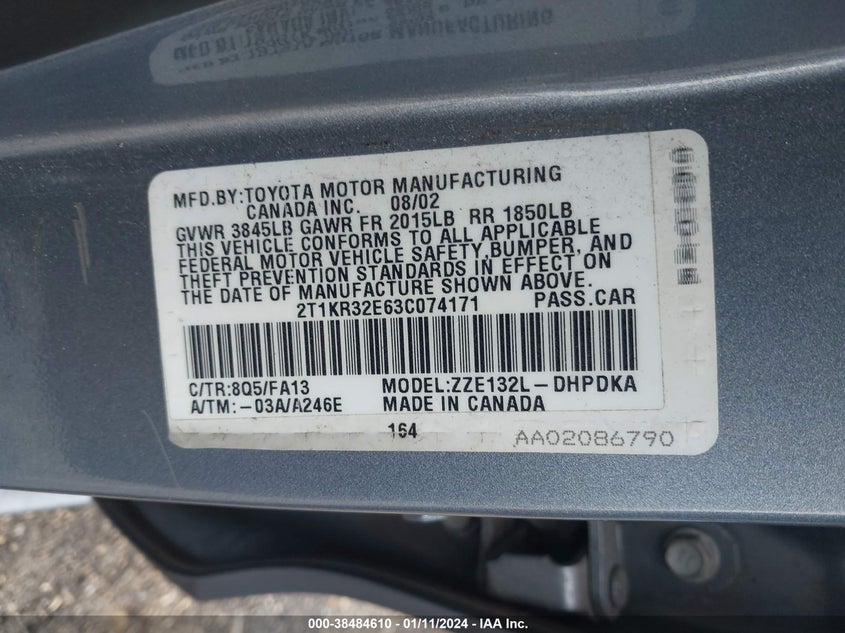 MFD.BY:TOYOTA MOTOR MANUFACTURING
CANADA INC. 08/02
GVWR 3845LB GAWR FR 2015LB RR 1850LB
THIS VEHICLE CONFORMS TO ALL APPLICABLE
FEDERAL MOTOR VEHICLE SAFETY,BUMPER, AND
THEFT PREVENTION STANDARDS IN EFFECT ON
THE DATE OF MANUFACTURE SHOWN ABOVE.
2T1KR32E63C074171 PASS.CAR
C/TR:8Q5/FA13 MODEL:ZZE132L-DHPDKA
A/TM:-03A/A246E MADE IN CANADA
164
AA02086790
000-38484610 - 01/11/2024 - IAA Inc.